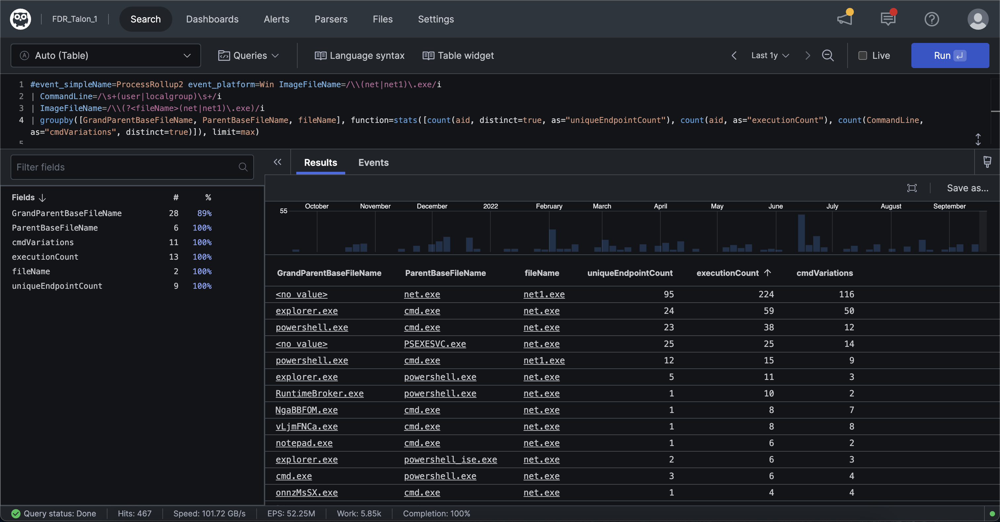 FDR_Talon_1 Search Dashboards Alerts Parsers Files Settings
Auto (Table) Queries Language syntax Table widget Last 1y Live Run
1 #event_simpleName=ProcessRollup2 event_platform=Win ImageFileName=/\\(net|net1)\.exe/i
2 | CommandLine=/\s+(user|localgroup)\s+/i
3 | ImageFileName=/\\(?<fileName>(net|net1)\.exe)/i
4 | groupby([GrandParentBaseFileName, ParentBaseFileName, fileName], function=stats([count(aid, distinct=true, as="uniqueEndpointCount"), count(aid, as="executionCount"), count(CommandLine,
as="cmdVariations", distinct=true)]), limit=max)
5
Filter fields
Results Events
Save as...
Fields # %
GrandParentBaseFileName 28 89%
ParentBaseFileName 6 100%
cmdVariations 11 100%
executionCount 13 100%
fileName 2 100%
uniqueEndpointCount 9 100%
October November December 2022 February March April May June July August September
55
GrandParentBaseFileName ParentBaseFileName fileName uniqueEndpointCount executionCount cmdVariations
<no value> net.exe net1.exe 95 224 116
explorer.exe cmd.exe net.exe 24 59 50
powershell.exe cmd.exe net.exe 23 38 12
<no value> PSEXESVC.exe net.exe 25 25 14
powershell.exe cmd.exe net1.exe 12 15 9
explorer.exe powershell.exe net.exe 5 11 3
RuntimeBroker.exe powershell.exe net.exe 1 10 2
NgaBBFOM.exe cmd.exe net.exe 1 8 7
vLjmFNCa.exe cmd.exe net.exe 1 8 8
notepad.exe cmd.exe net.exe 1 6 2
explorer.exe powershell_ise.exe net.exe 2 6 3
cmd.exe powershell.exe net.exe 3 6 4
onnzMsSX.exe cmd.exe net.exe 1 4 4
Query status: Done Hits: 467 Speed: 101.72 GB/s EPS: 52.25M Work: 5.85k Completion: 100%